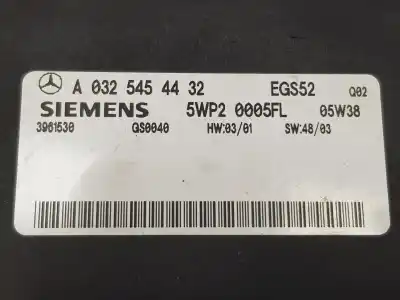 A 032 545 44 32 EGS52 Q02
SIEMENS 5WP2 0005FL 05W38
3961530 GS0040 HW:03/01 SW:48/03